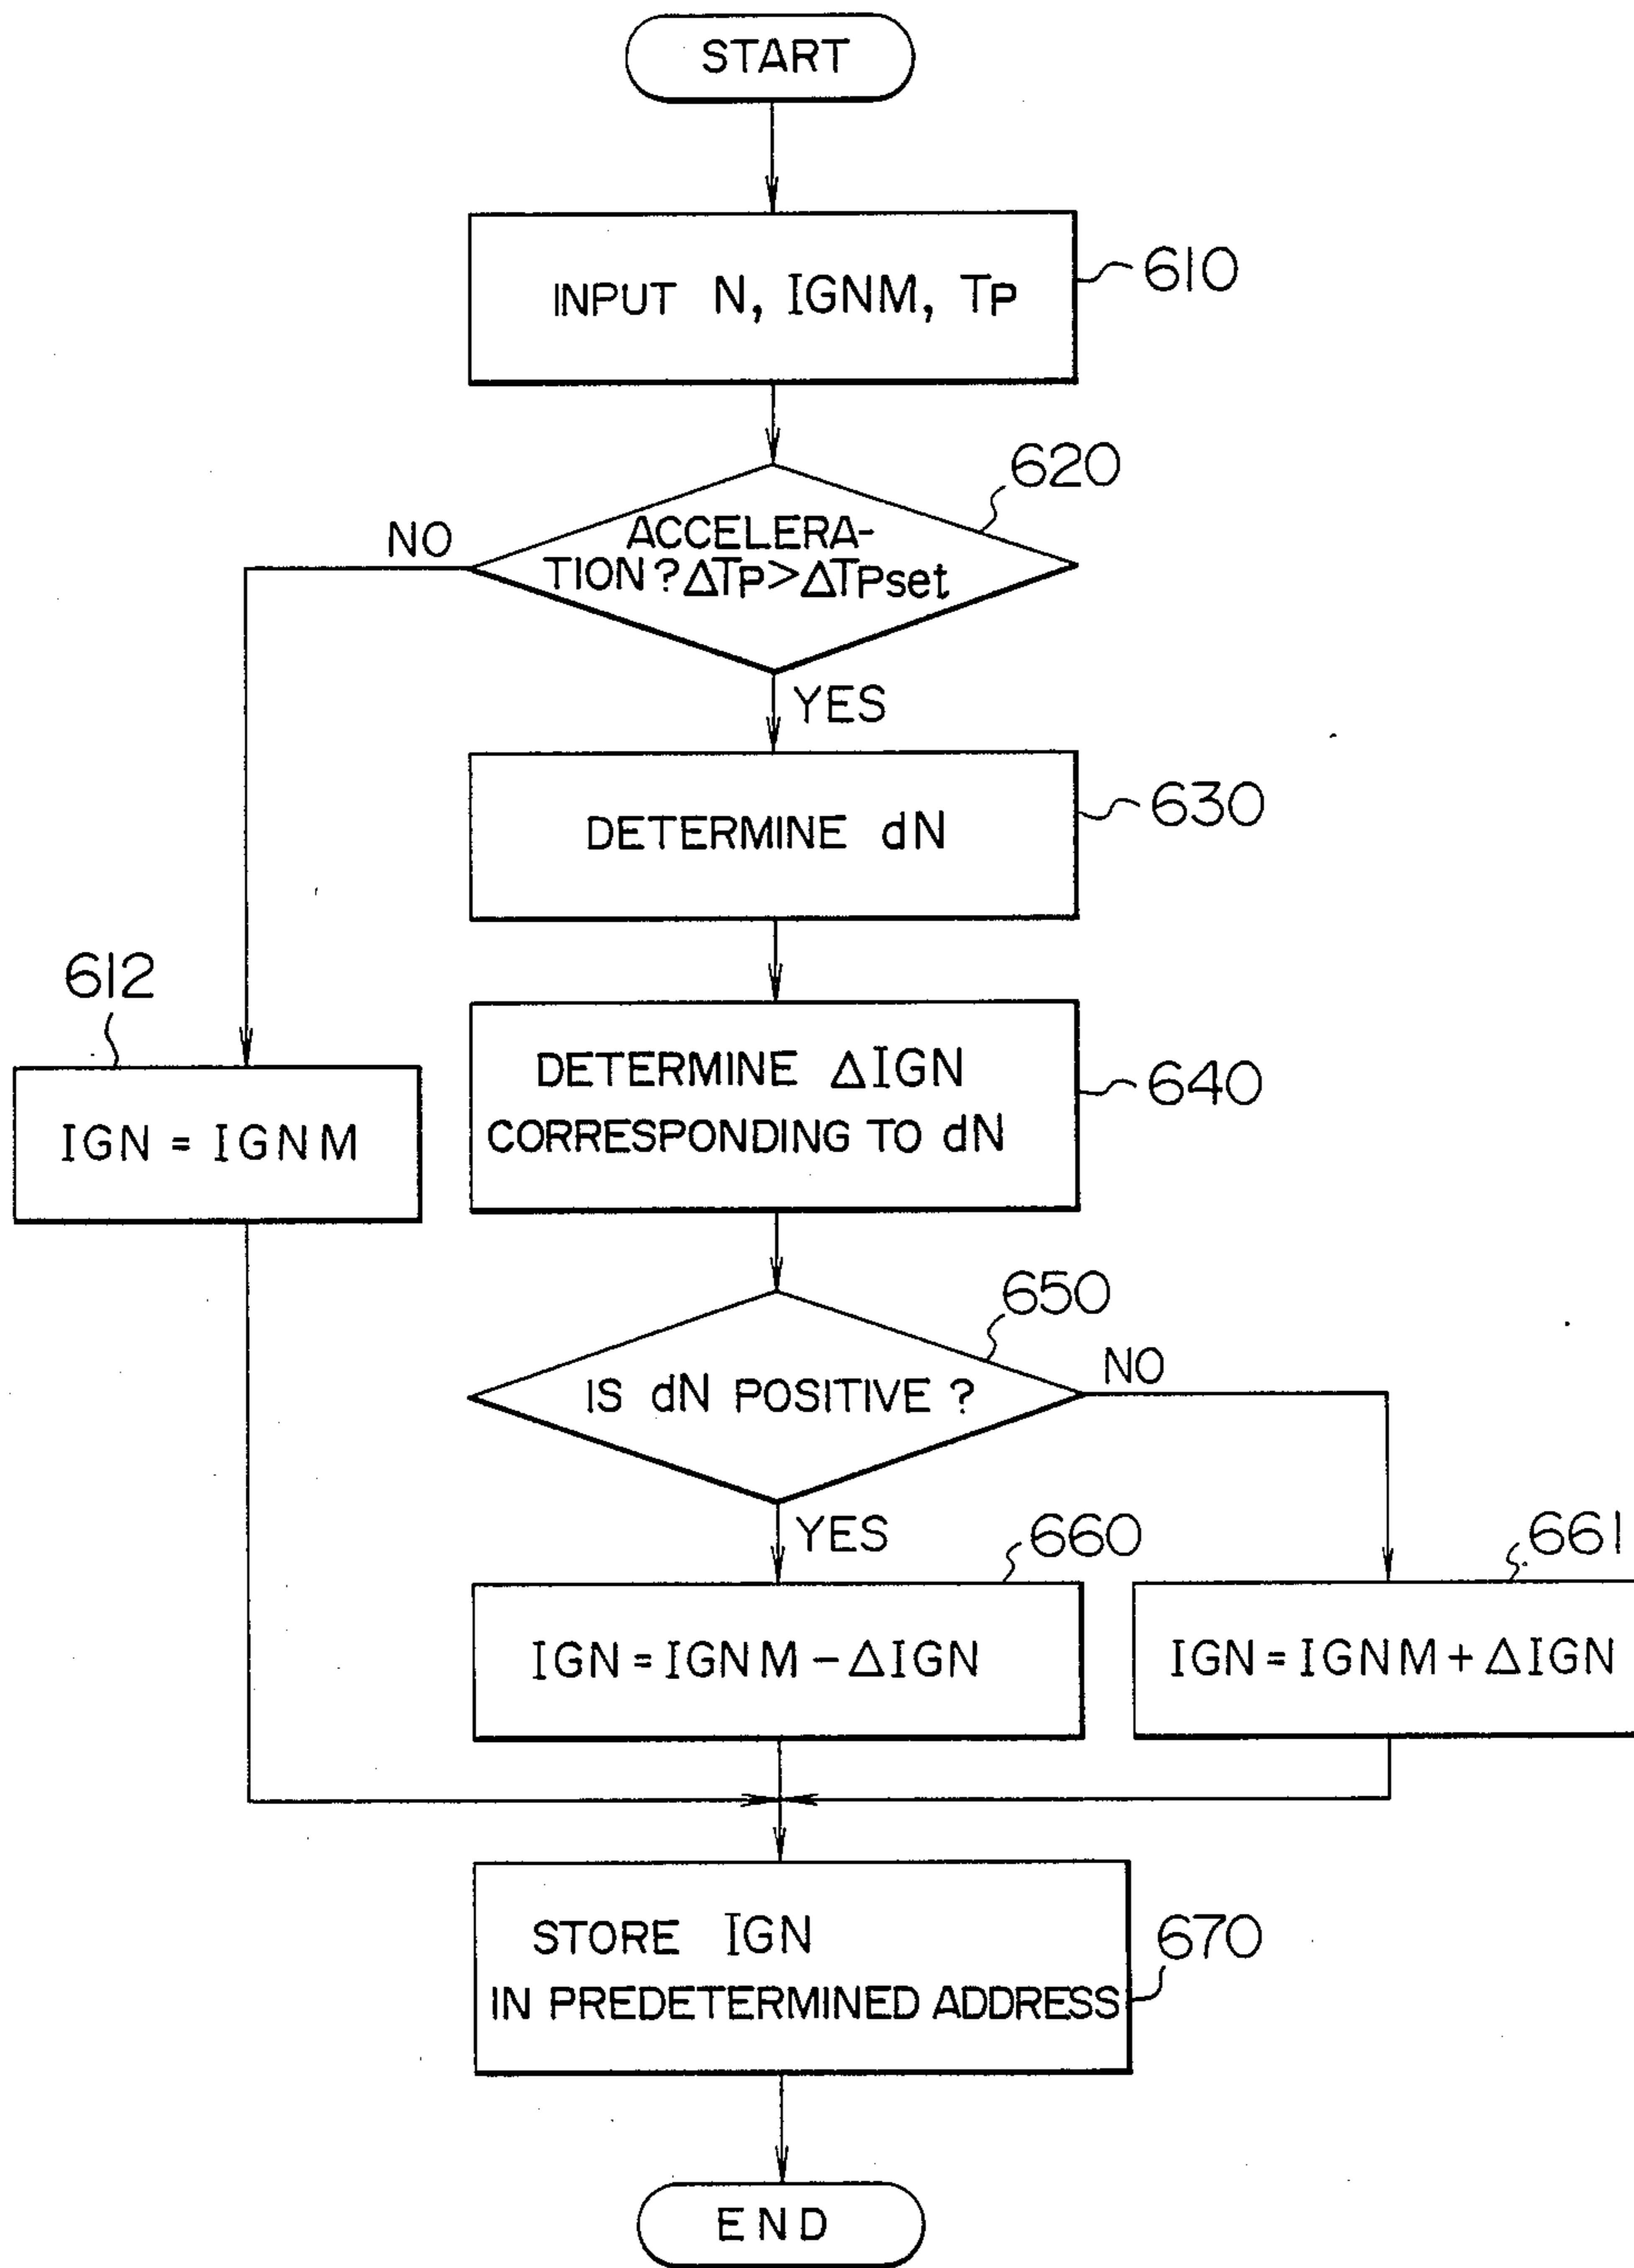 START
INPUT N, IGNM, TP
610
620
NO
ACCELERA-
TION? ΔTP>ΔTPset
YES
DETERMINE dN
630
612
IGN = IGNM
DETERMINE ΔIGN
CORRESPONDING TO dN
640
650
IS dN POSITIVE ?
NO
YES
660
661
IGN = IGNM - ΔIGN
IGN = IGNM + ΔIGN
STORE IGN
IN PREDETERMINED ADDRESS
670
END